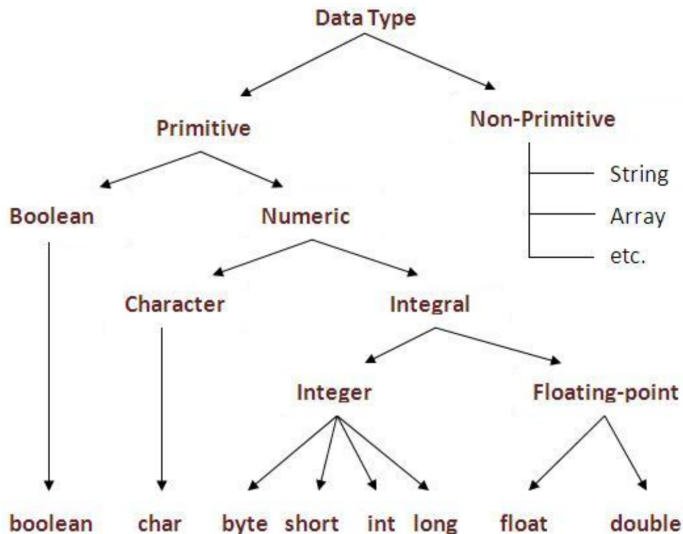 Data Type
Primitive
Non-Primitive
String
Boolean
Numeric
Array
etc.
Character
Integral
Integer
Floating-point
boolean char byte short int long float double